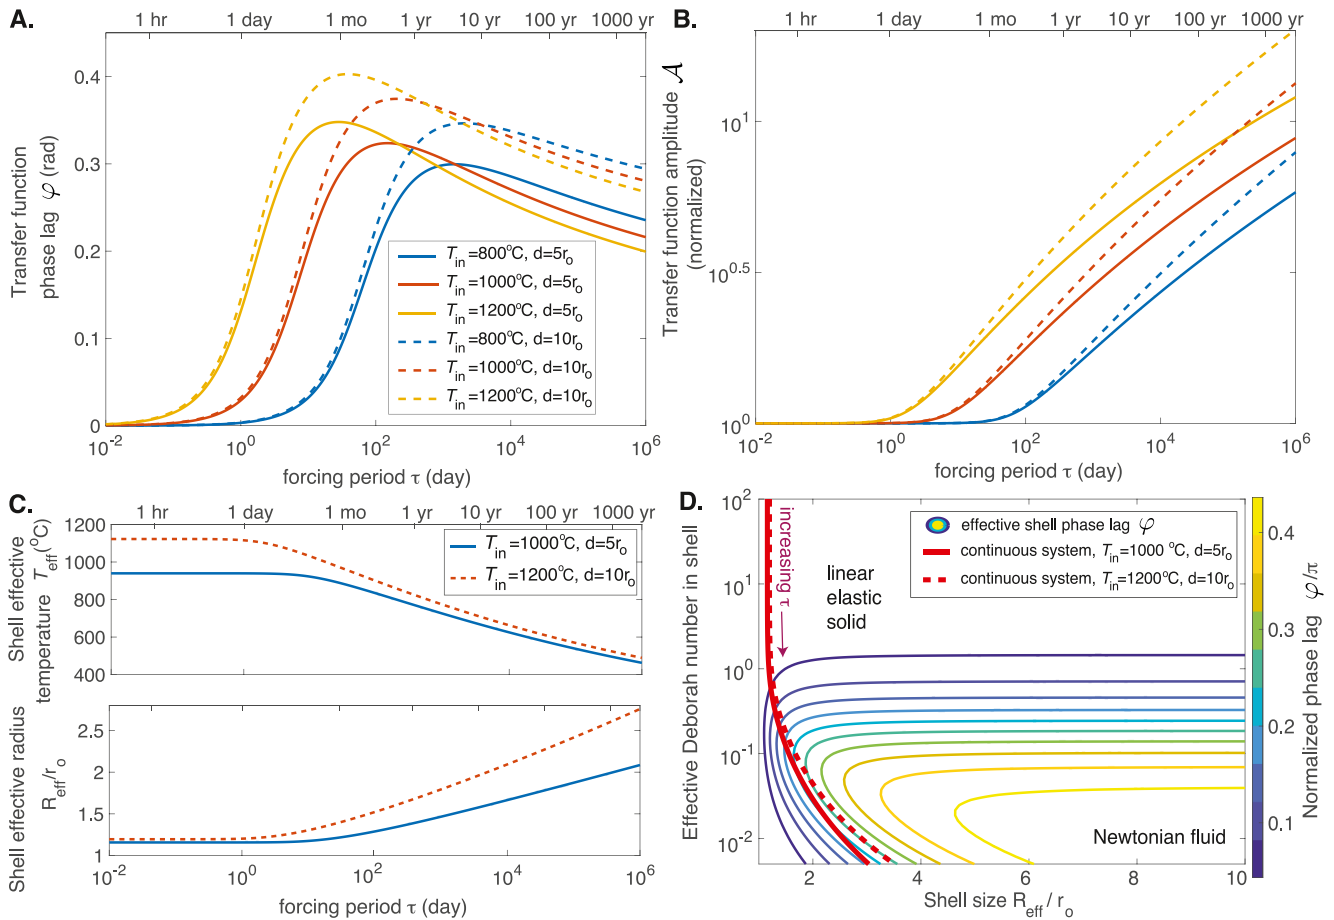 A.
1 hr 1 day 1 mo 1 yr 10 yr 100 yr 1000 yr
Transfer function
phase lag φ (rad)
0.4
0.3
0.2
0.1
0
T_in=800°C, d=5r_o
T_in=1000°C, d=5r_o
T_in=1200°C, d=5r_o
T_in=800°C, d=10r_o
T_in=1000°C, d=10r_o
T_in=1200°C, d=10r_o
10^-2 10^0 10^2 10^4 10^6
forcing period τ (day)
B.
1 hr 1 day 1 mo 1 yr 10 yr 100 yr 1000 yr
Transfer function amplitude 𝒜
(normalized)
10^1
10^0.5
10^0
10^-2 10^0 10^2 10^4 10^6
forcing period τ (day)
C.
1 hr 1 day 1 mo 1 yr 10 yr 100 yr 1000 yr
Shell effective
temperature T_eff(°C)
1200
1000
800
600
400
T_in=1000°C, d=5r_o
T_in=1200°C, d=10r_o
Shell effective radius
R_eff/r_o
2.5
2
1.5
1
10^-2 10^0 10^2 10^4 10^6
forcing period τ (day)
D.
Effective Deborah number in shell
10^2
10^1
10^0
10^-1
10^-2
increasing τ
linear
elastic
solid
effective shell phase lag φ
continuous system, T_in=1000 °C, d=5r_o
continuous system, T_in=1200°C, d=10r_o
Newtonian fluid
2 4 6 8 10
Shell size R_eff/r_o
0.4
0.3
0.2
0.1
Normalized phase lag φ/π